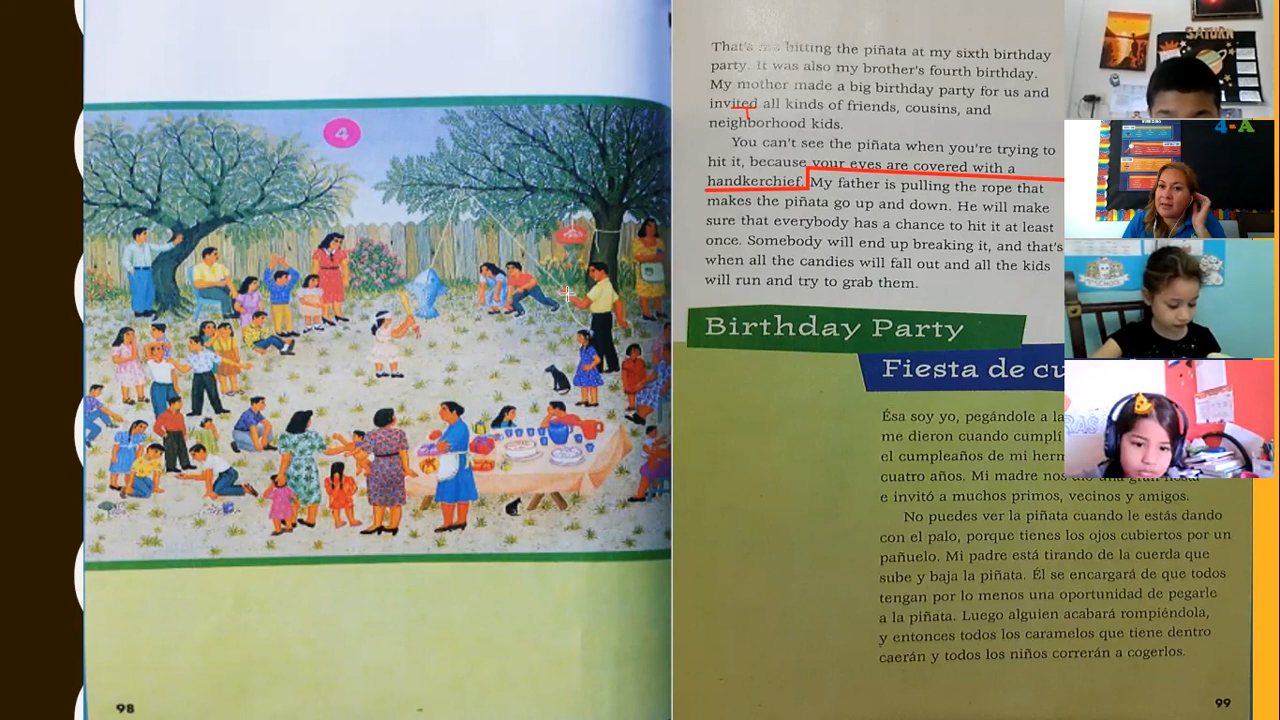 4
98
That's me hitting the piñata at my sixth birthday
party. It was also my brother's fourth birthday.
My mother made a big birthday party for us and
invited all kinds of friends, cousins, and
neighborhood kids.
You can't see the piñata when you're trying to
hit it, because your eyes are covered with a
handkerchief. My father is pulling the rope that
makes the piñata go up and down. He will make
sure that everybody has a chance to hit it at least
once. Somebody will end up breaking it, and that's
when all the candies will fall out and all the kids
will run and try to grab them.
Birthday Party
Fiesta de cu
Ésa soy yo, pegándole a la
me dieron cuando cumplí
el cumpleaños de mi herm
cuatro años. Mi madre nos dio una gran fiesta
e invitó a muchos primos, vecinos y amigos.
No puedes ver la piñata cuando le estás dando
con el palo, porque tienes los ojos cubiertos por un
pañuelo. Mi padre está tirando de la cuerda que
sube y baja la piñata. Él se encargará de que todos
tengan por lo menos una oportunidad de pegarle
a la piñata. Luego alguien acabará rompiéndola,
y entonces todos los caramelos que tiene dentro
caerán y todos los niños correrán a cogerlos.
99
SATURN
4-A